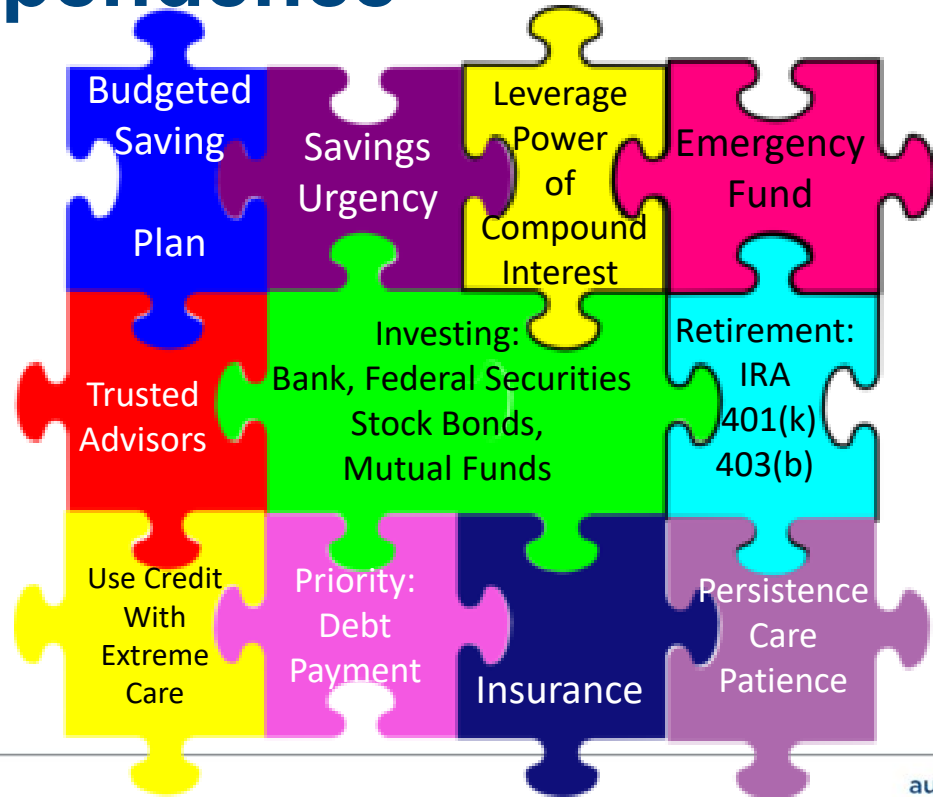 pendence
Budgeted
Saving
Plan
Savings
Urgency
Leverage
Power
of
Compound
Interest
Emergency
Fund
Trusted
Advisors
Investing:
Bank, Federal Securities
Stock Bonds,
Mutual Funds
Retirement:
IRA
401(k)
403(b)
Use Credit
With
Extreme
Care
Priority:
Debt
Payment
Insurance
Persistence
Care
Patience
au